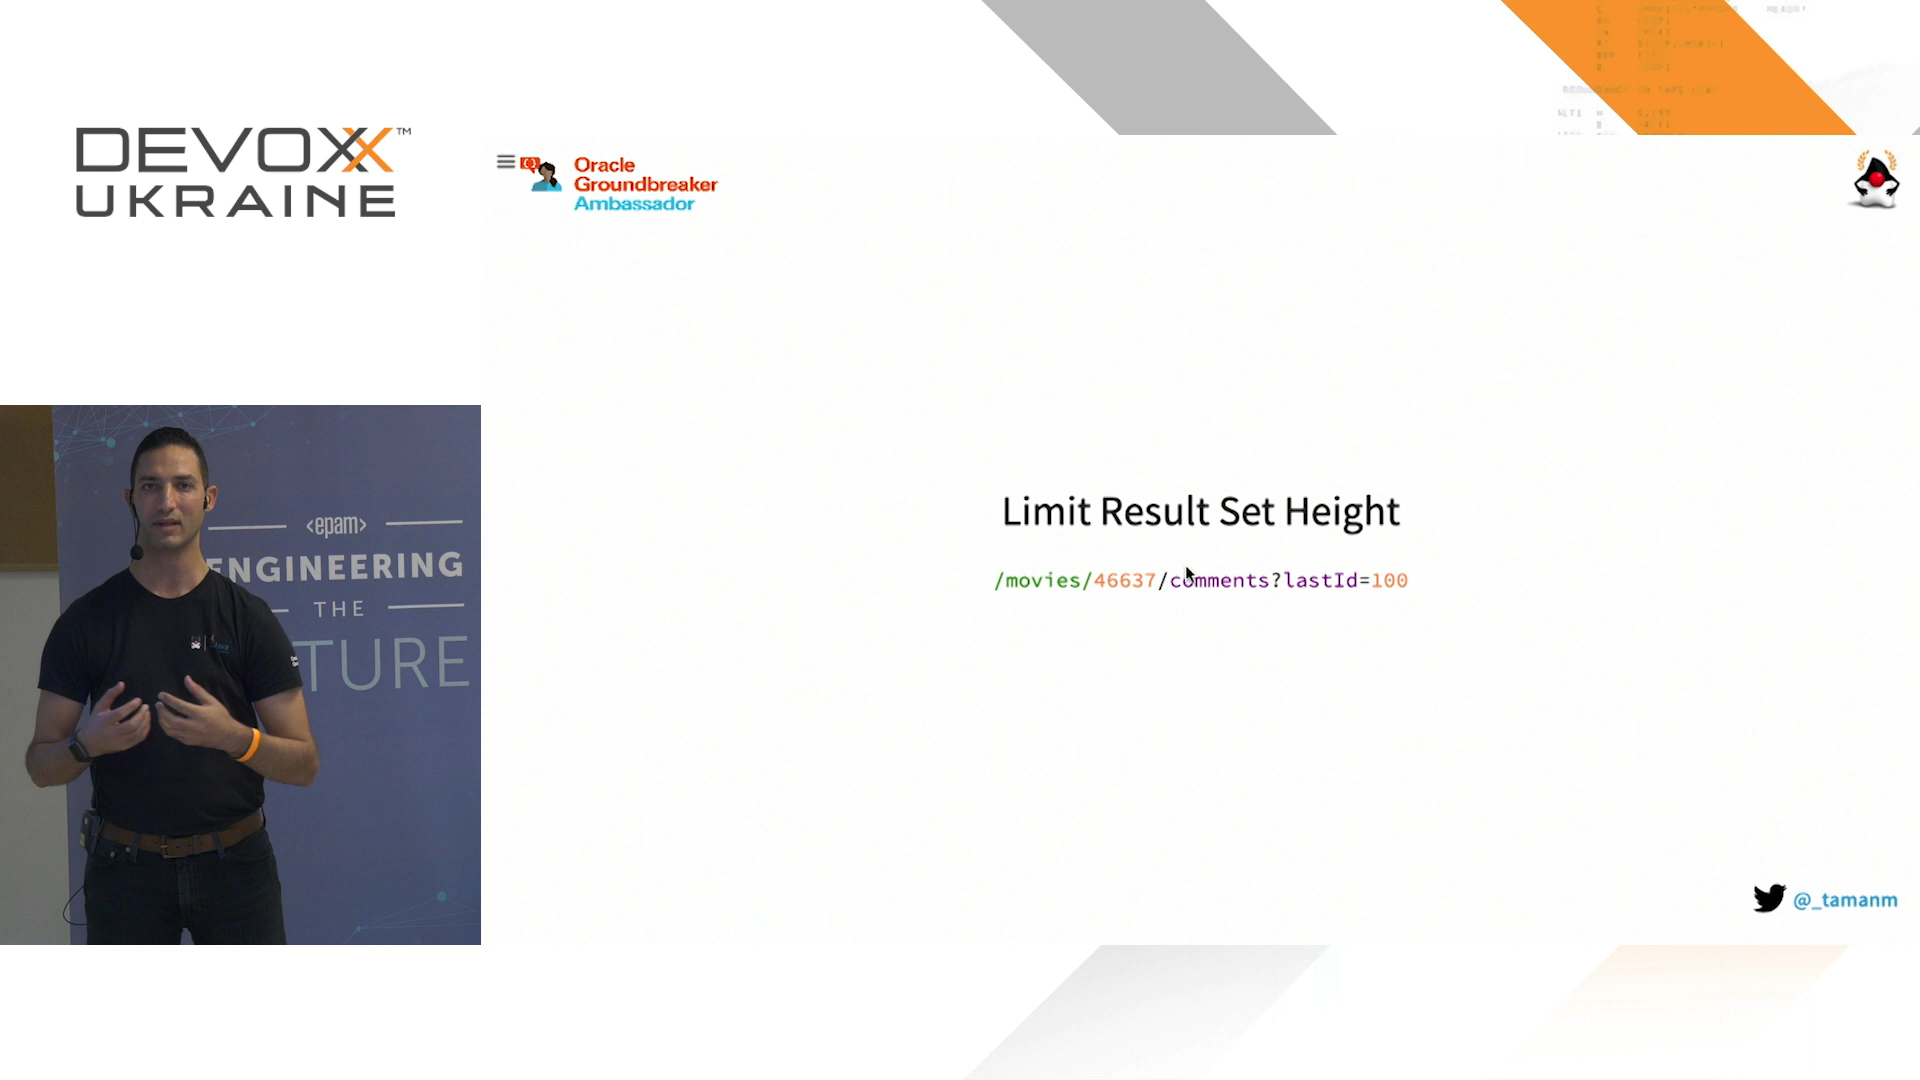 DEVOXX™
UKRAINE
Oracle
Groundbreaker
Ambassador
<epam>
ENGINEERING
THE
TURE
Limit Result Set Height
/movies/46637/comments?lastId=100
@_tamanm